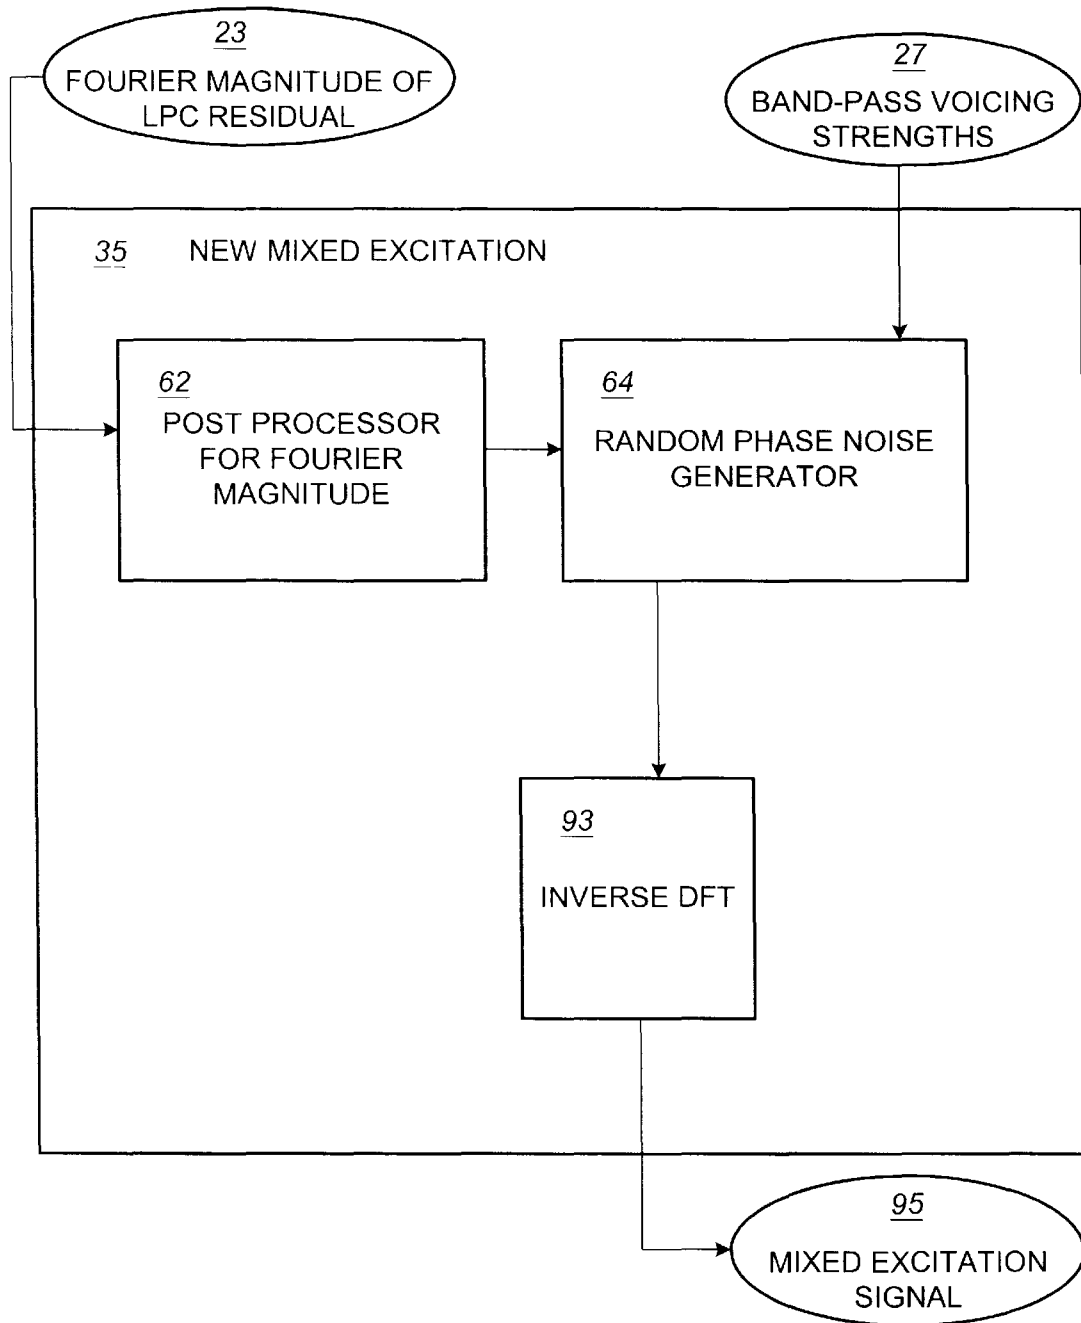 23
FOURIER MAGNITUDE OF
LPC RESIDUAL
27
BAND-PASS VOICING
STRENGTHS
35 NEW MIXED EXCITATION
62
POST PROCESSOR
FOR FOURIER
MAGNITUDE
64
RANDOM PHASE NOISE
GENERATOR
93
INVERSE DFT
95
MIXED EXCITATION
SIGNAL